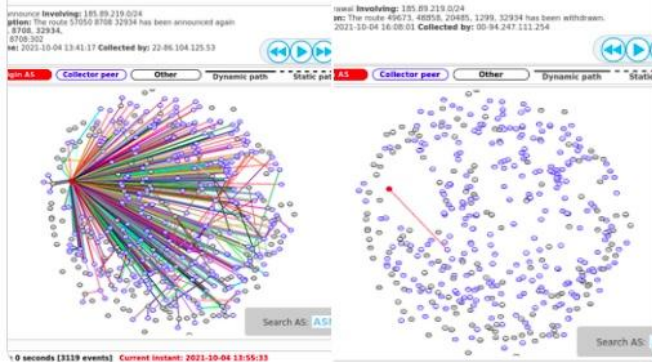 nnounce Involving: 185.89.219.0/24
ption: The route 57050 8708 32934 has been announced again
, 8708, 32934,
8708:302
ne: 2021-10-04 13:41:17 Collected by: 22-86.104.125.53
igin AS
Collector peer
Other
Dynamic path
Static pat
Search AS: ASN
0 seconds [3119 events] Current instant: 2021-10-04 13:55:33
rawal Involving: 185.89.219.0/24
on: The route 49673, 48858, 20485, 1299, 32934 has been withdrawn.
2021-10-04 16:08:01 Collected by: 00-94.247.111.254
AS
Collector peer
Other
Dynamic path
Static
Search AS: